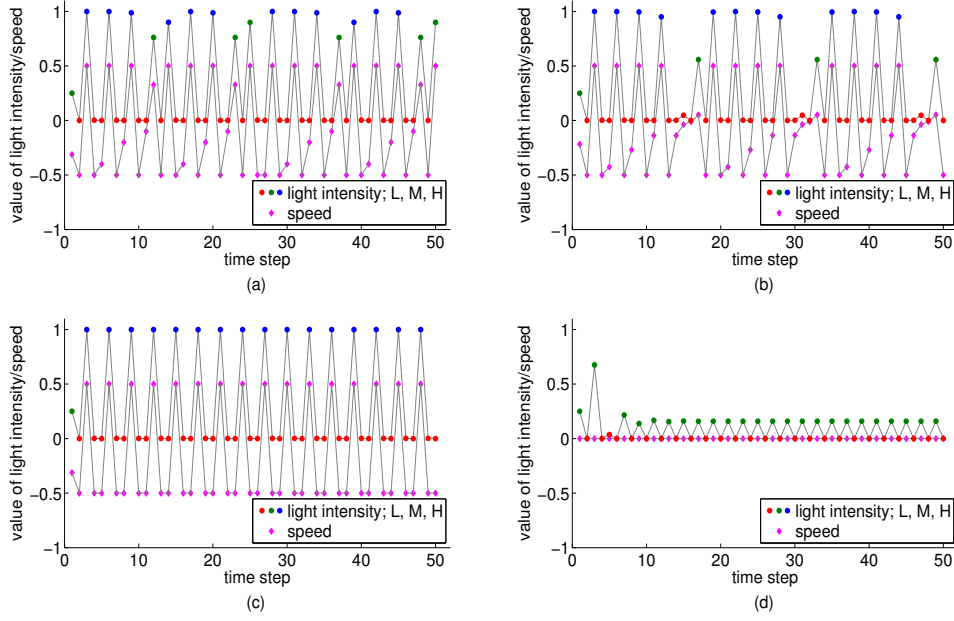 value of light intensity/speed
1
0.5
0
−0.5
−1
0 10 20 30 40 50
time step
light intensity; L, M, H
speed
(a)
value of light intensity/speed
1
0.5
0
−0.5
−1
0 10 20 30 40 50
time step
light intensity; L, M, H
speed
(b)
value of light intensity/speed
1
0.5
0
−0.5
−1
0 10 20 30 40 50
time step
light intensity; L, M, H
speed
(c)
value of light intensity/speed
1
0.5
0
−0.5
−1
0 10 20 30 40 50
time step
light intensity; L, M, H
speed
(d)